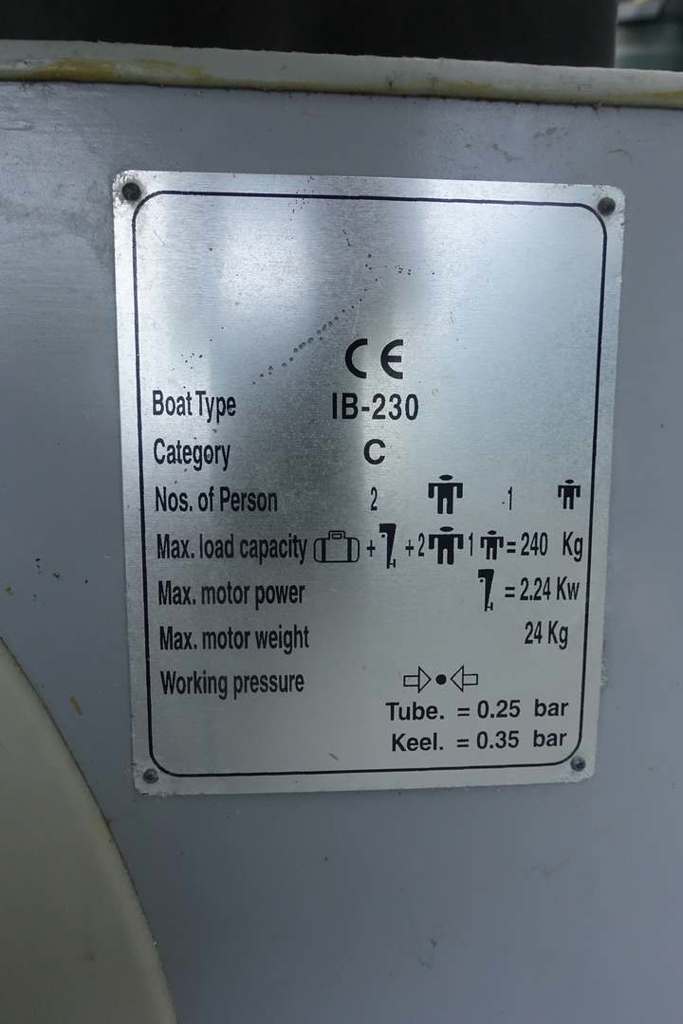 CE
Boat Type IB-230
Category C
Nos. of Person 2 1
Max. load capacity + +2 1 = 240 Kg
Max. motor power = 2.24 Kw
Max. motor weight 24 Kg
Working pressure
Tube. = 0.25 bar
Keel. = 0.35 bar